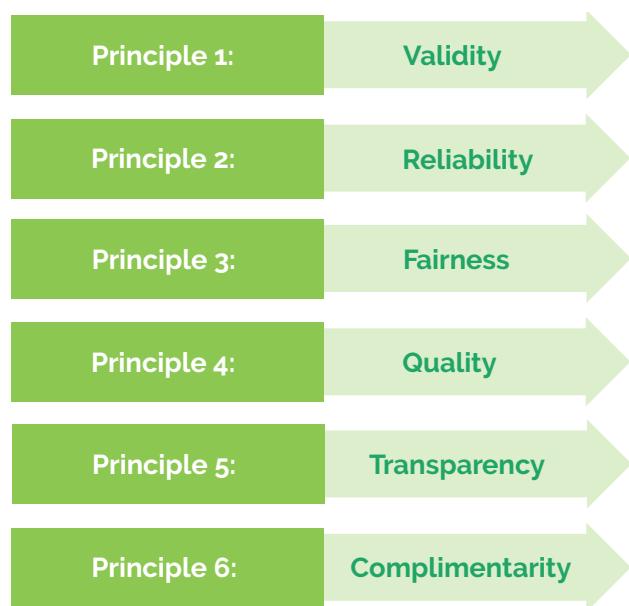 Principle 1: Validity
Principle 2: Reliability
Principle 3: Fairness
Principle 4: Quality
Principle 5: Transparency
Principle 6: Complimentarity